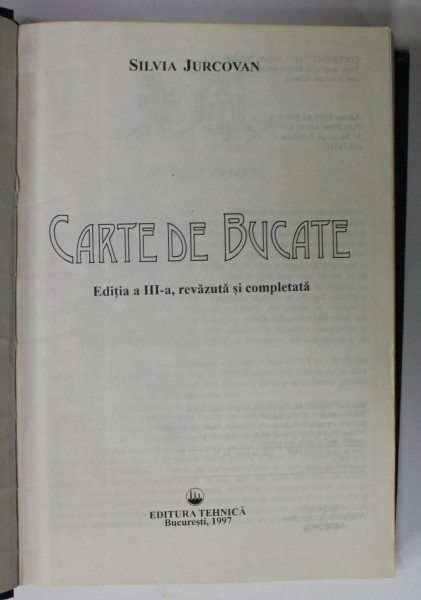 SILVIA JURCOVAN
CARTE DE BUCATE
Ediția a III-a, revăzută și completată
EDITURA TEHNICĂ
București, 1997